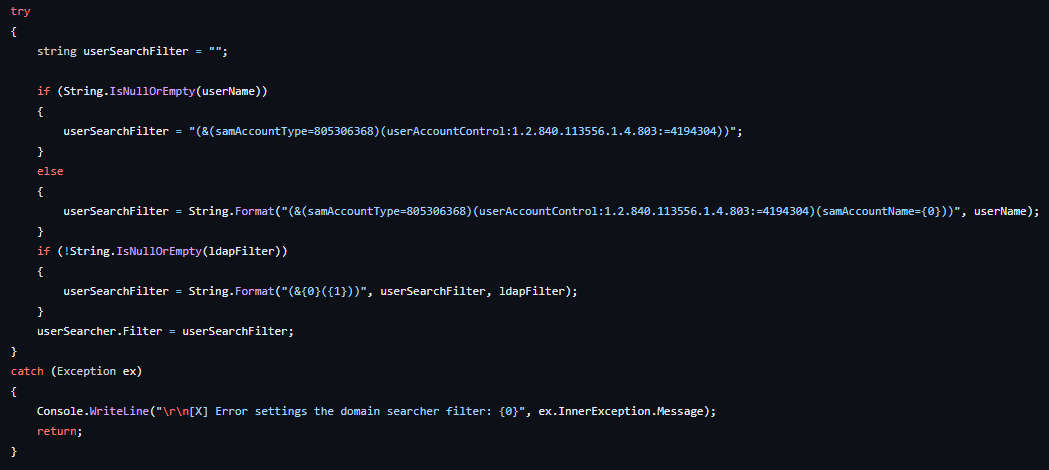 try
{
    string userSearchFilter = "";

    if (String.IsNullOrEmpty(userName))
    {
        userSearchFilter = "(&(samAccountType=805306368)(userAccountControl:1.2.840.113556.1.4.803:=4194304))";
    }
    else
    {
        userSearchFilter = String.Format("(&(samAccountType=805306368)(userAccountControl:1.2.840.113556.1.4.803:=4194304)(samAccountName={0}))", userName);
    }
    if (!String.IsNullOrEmpty(ldapFilter))
    {
        userSearchFilter = String.Format("(&{0}({1}))", userSearchFilter, ldapFilter);
    }
    userSearcher.Filter = userSearchFilter;
}
catch (Exception ex)
{
    Console.WriteLine("\r\n[X] Error settings the domain searcher filter: {0}", ex.InnerException.Message);
    return;
}